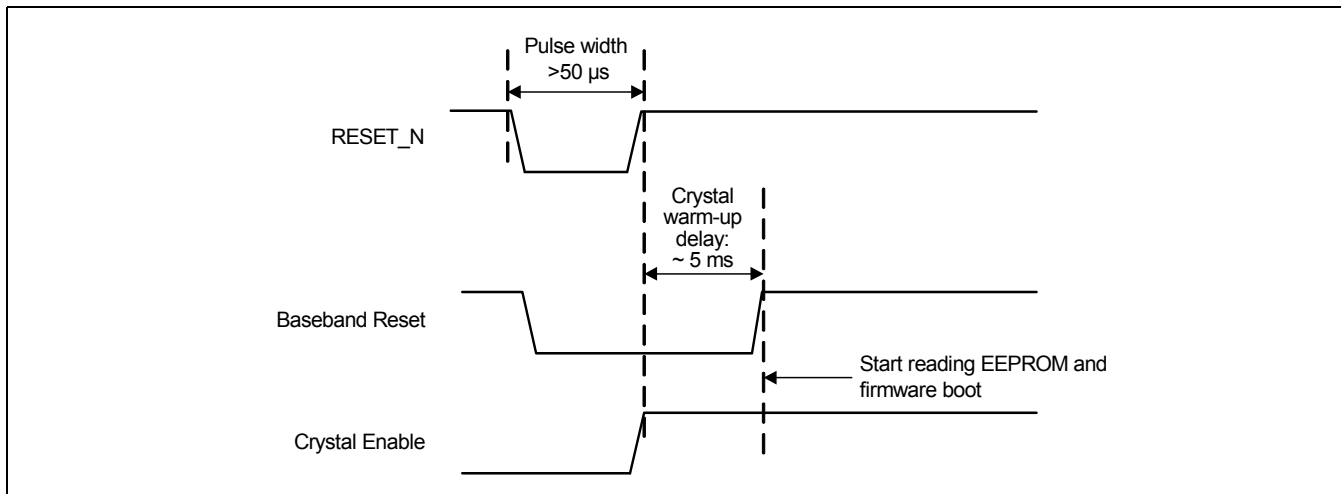 Pulse width
>50 µs
RESET_N
Crystal
warm-up
delay:
~ 5 ms
Baseband Reset
Start reading EEPROM and
firmware boot
Crystal Enable